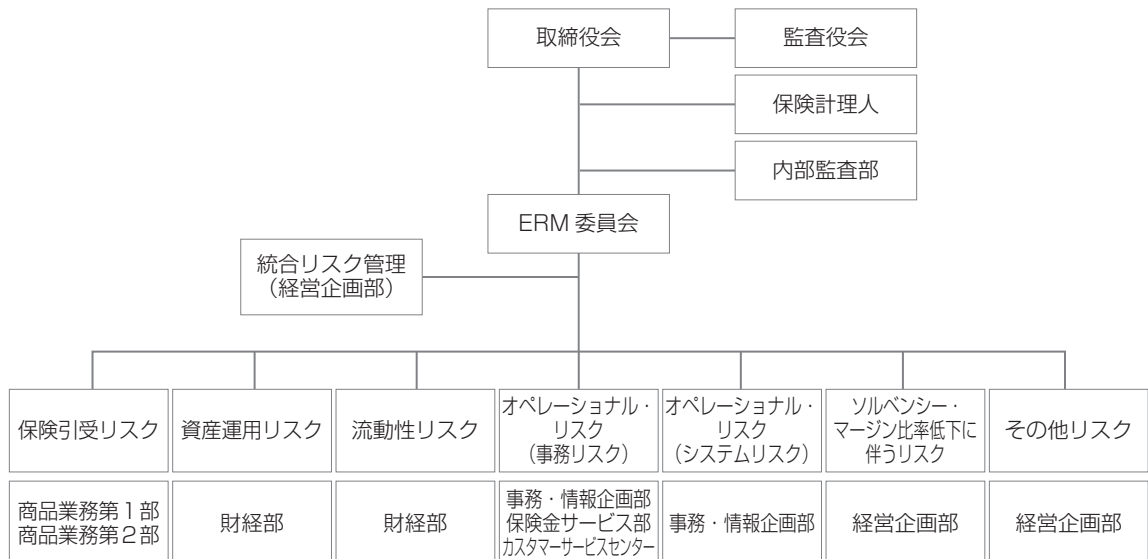 取締役会
監査役会
保険計理人
内部監査部
ERM 委員会
統合リスク管理
（経営企画部）
保険引受リスク
資産運用リスク
流動性リスク
オペレーショナル・
リスク
（事務リスク）
オペレーショナル・
リスク
（システムリスク）
ソルベンシー・
マージン比率低下に
伴うリスク
その他リスク
商品業務第１部
商品業務第２部
財経部
財経部
事務・情報企画部
保険金サービス部
カスタマーサービスセンター
事務・情報企画部
経営企画部
経営企画部